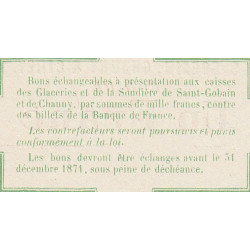 Bons échangeables à présentation aux caisses
des Glaceries et de la Soudière de Saint-Gobain
et de Chauny, par sommes de mille francs, contre
des billets de la Banque de France.
Les contrefacteurs seront poursuivis et punis
conformément à la loi.
Les bons devront être échangés avant le 31
décembre 1871, sous peine de déchéance.